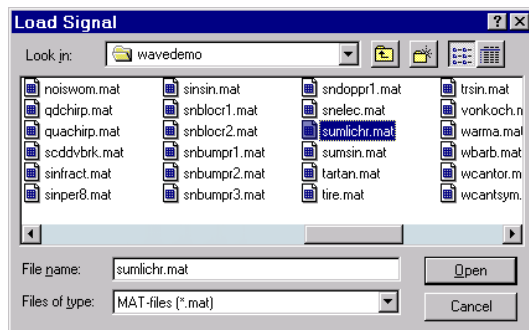 Load Signal
Look in: wavedemo
noiswom.mat sinsin.mat sndoppr1.mat trsin.mat
qdchirp.mat snblocr1.mat snelec.mat vonkoch.m
quachirp.mat snblocr2.mat sumlichr.mat warma.mat
scddvbrk.mat snbumpr1.mat sumsin.mat wbarb.mat
sinfract.mat snbumpr2.mat tartan.mat wcantor.m
sinper8.mat snbumpr3.mat tire.mat wcantsym.
File name: sumlichr.mat Open
Files of type: MAT-files (*.mat) Cancel